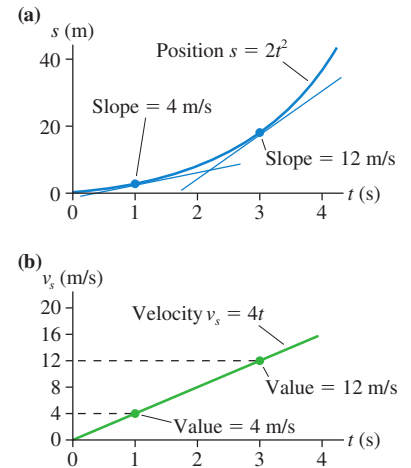 (a)
s (m)
40
Position s = 2t²
Slope = 4 m/s
20
Slope = 12 m/s
0
t (s)
0 1 2 3 4
(b)
vₛ (m/s)
20
Velocity vₛ = 4t
16
12
8
Value = 12 m/s
4
Value = 4 m/s
0
t (s)
0 1 2 3 4